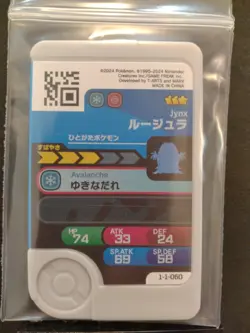 ©2024 Pokémon. ©1995-2024 Nintendo/
Creatures Inc./GAME FREAK inc.
Developed by T-ARTS and MARV
MADE IN CHINA
Jynx
ルージュラ
ひとがたポケモン
すばやさ
Avalanche
ゆきなだれ
HP
74
ATK
33
DEF
24
SP.ATK
69
SP.DEF
58
1-1-060